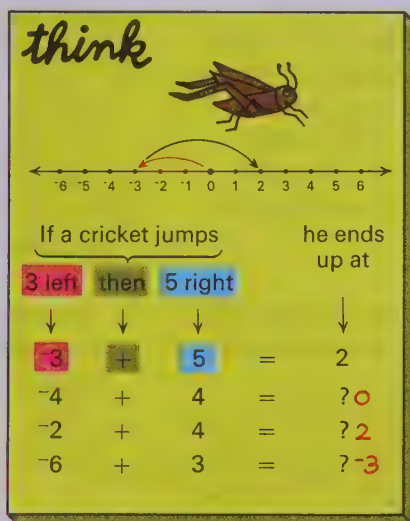 think
-6 -5 -4 -3 -2 -1 0 1 2 3 4 5 6
If a cricket jumps he ends
up at
3 left then 5 right
⁻3 + 5 = 2
⁻4 + 4 = ? 0
⁻2 + 4 = ? 2
⁻6 + 3 = ? ⁻3